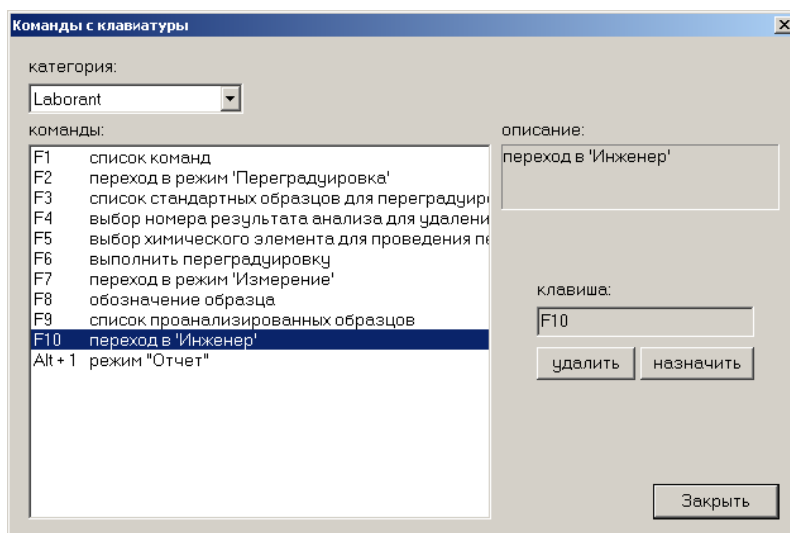 Команды с клавиатуры
категория:
Laborant
команды:
F1 список команд
F2 переход в режим 'Переградуировка'
F3 список стандартных образцов для переградуир
F4 выбор номера результата анализа для удалени
F5 выбор химического элемента для проведения пе
F6 выполнить переградуировку
F7 переход в режим 'Измерение'
F8 обозначение образца
F9 список проанализированных образцов
F10 переход в 'Инженер'
Alt + 1 режим "Отчет"
описание:
переход в 'Инженер'
клавиша:
F10
удалить назначить
Закрыть